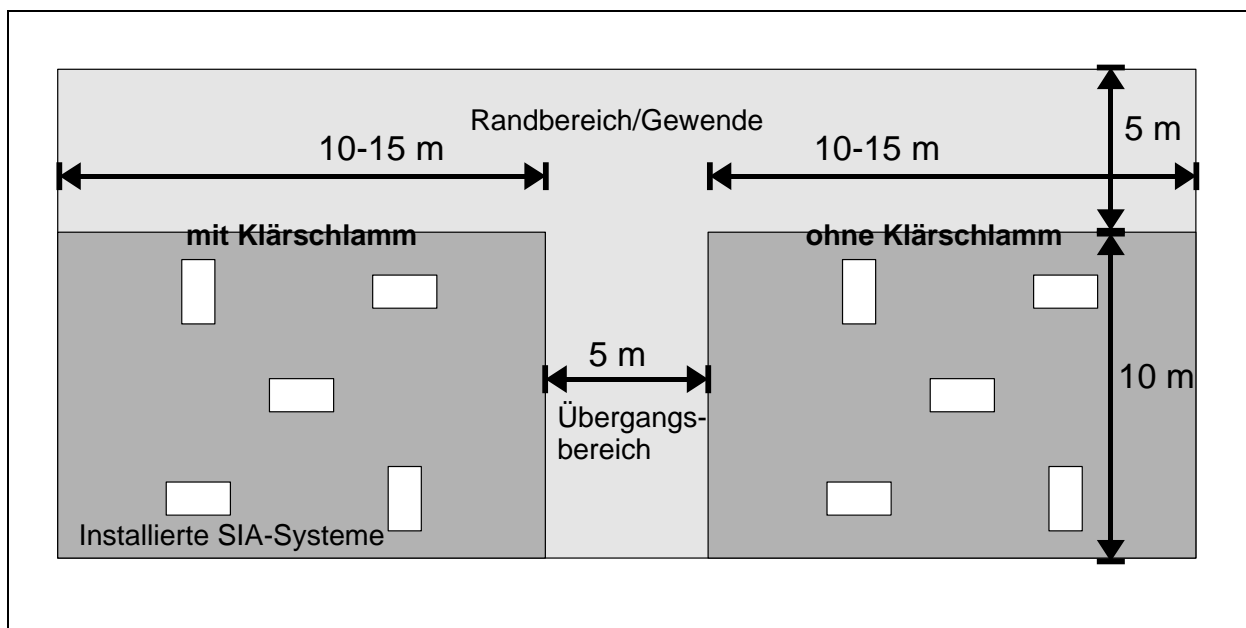 Randbereich/Gewende
10-15 m
10-15 m
5 m
mit Klärschlamm
ohne Klärschlamm
5 m
10 m
Übergangs-
bereich
Installierte SIA-Systeme